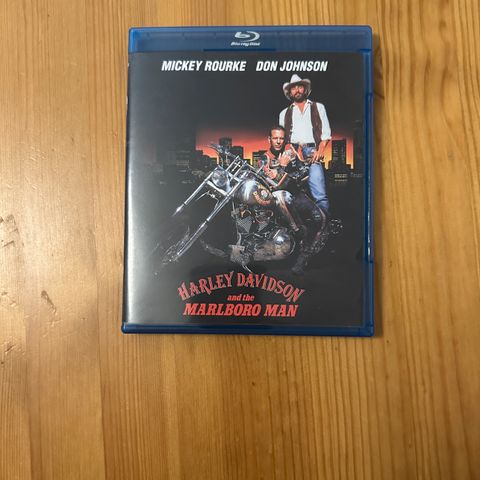 Blu-ray Disc
MICKEY ROURKE DON JOHNSON
HARLEY DAVIDSON
and the
MARLBORO MAN